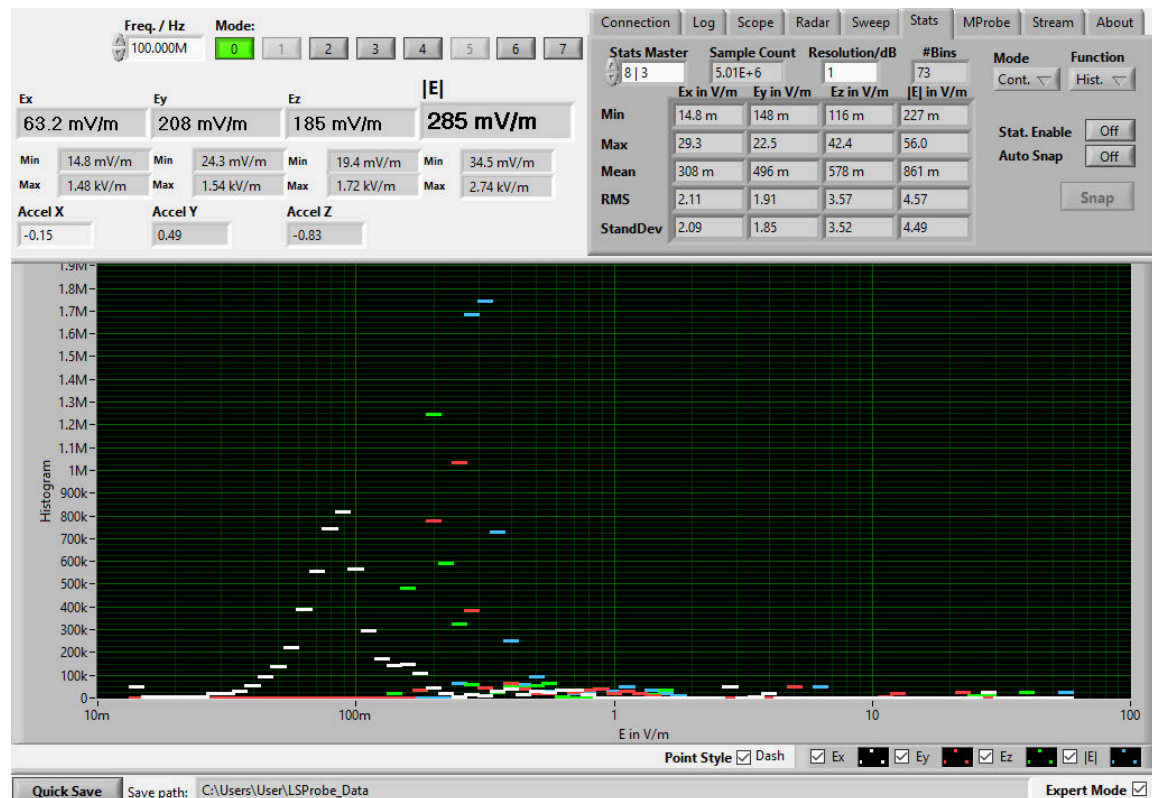 Freq. / Hz
Mode:
100.000M
0 1 2 3 4 5 6 7
Ex
Ey
Ez
|E|
63.2 mV/m
208 mV/m
185 mV/m
285 mV/m
Min 14.8 mV/m Min 24.3 mV/m Min 19.4 mV/m Min 34.5 mV/m
Max 1.48 kV/m Max 1.54 kV/m Max 1.72 kV/m Max 2.74 kV/m
Accel X Accel Y Accel Z
-0.15 0.49 -0.83
Connection Log Scope Radar Sweep Stats MProbe Stream About
Stats Master Sample Count Resolution/dB #Bins
8 | 3 5.01E+6 1 73
Mode Function
Cont. Hist.
Ex in V/m Ey in V/m Ez in V/m |E| in V/m
Min 14.8 m 148 m 116 m 227 m
Max 29.3 22.5 42.4 56.0
Mean 308 m 496 m 578 m 861 m
RMS 2.11 1.91 3.57 4.57
StandDev 2.09 1.85 3.52 4.49
Stat. Enable Off
Auto Snap Off
Snap
1.9M
1.8M
1.7M
1.6M
1.5M
1.4M
1.3M
1.2M
1.1M
1M
900k
800k
700k
600k
500k
400k
300k
200k
100k
0
Histogram
10m 100m 1 10 100
E in V/m
Point Style Dash Ex Ey Ez |E|
Quick Save Save path: C:\Users\User\LSProbe_Data Expert Mode